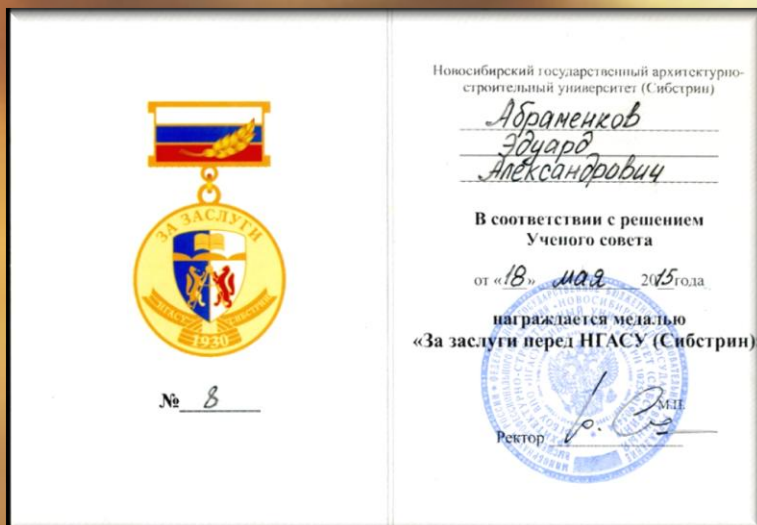 ЗА ЗАСЛУГИ
НГАСУ СИБСТРИН
1930
№ 8
Новосибирский государственный архитектурно-
строительный университет (Сибстрин)
Абраменков
Эдуард
Александрович
В соответствии с решением
Ученого совета
от «18» мая 2015 года
награждается медалью
«За заслуги перед НГАСУ (Сибстрин)
М.П.
Ректор